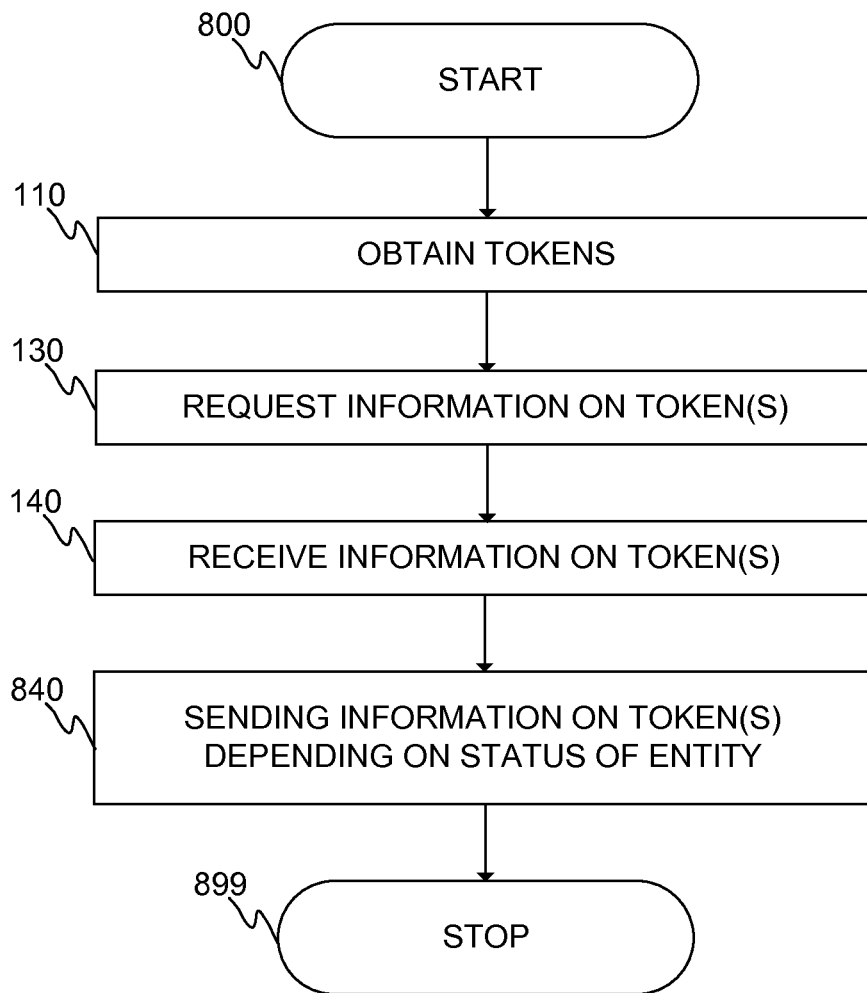 800
START
110
OBTAIN TOKENS
130
REQUEST INFORMATION ON TOKEN(S)
140
RECEIVE INFORMATION ON TOKEN(S)
840
SENDING INFORMATION ON TOKEN(S)
DEPENDING ON STATUS OF ENTITY
899
STOP